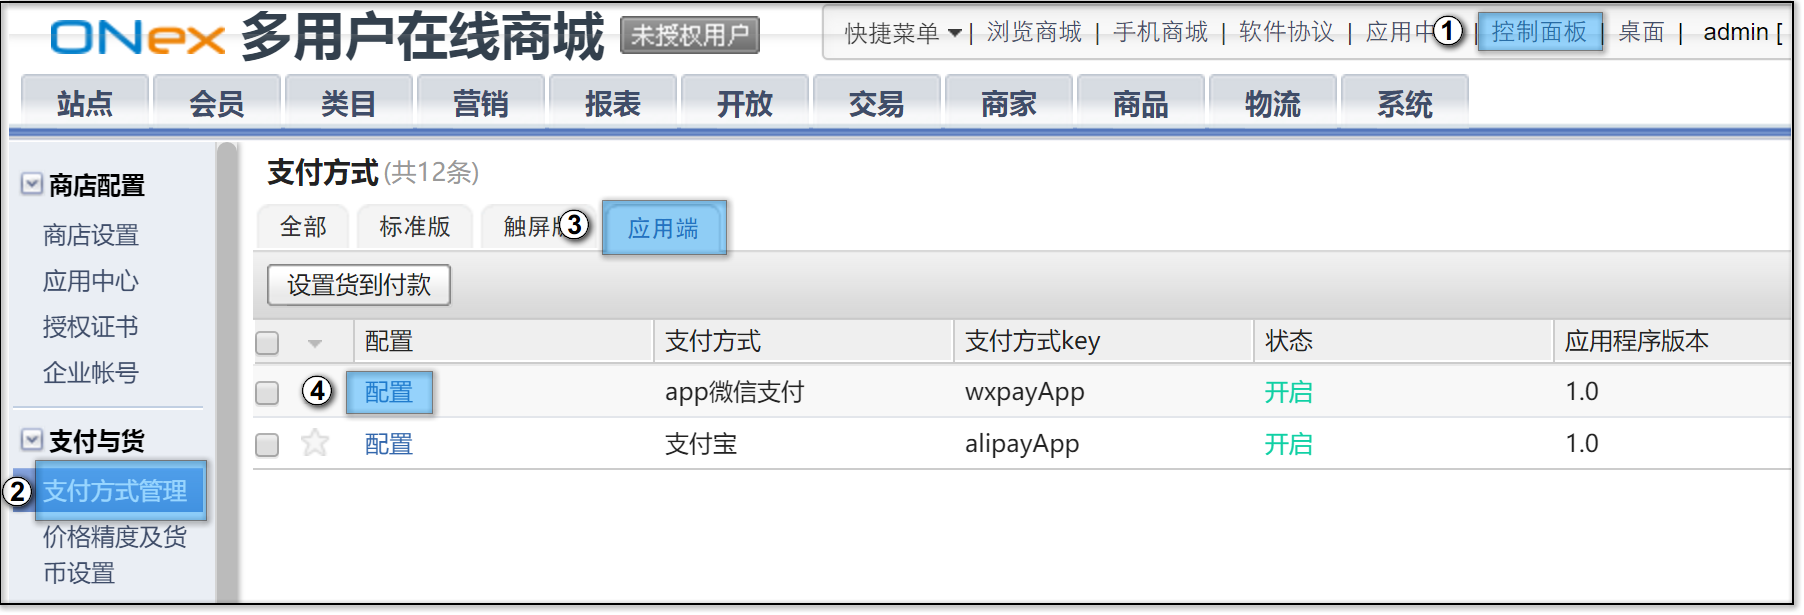 ONex 多用户在线商城 未授权用户
快捷菜单 | 浏览商城 | 手机商城 | 软件协议 | 应用中 ① | 控制面板 | 桌面 | admin [
站点 会员 类目 营销 报表 开放 交易 商家 商品 物流 系统
商店配置
商店设置
应用中心
授权证书
企业帐号
支付与货
② 支付方式管理
价格精度及货
币设置
支付方式(共12条)
全部 标准版 触屏 ③ 应用端
设置货到付款
配置 支付方式 支付方式key 状态 应用程序版本
④ 配置 app微信支付 wxpayApp 开启 1.0
配置 支付宝 alipayApp 开启 1.0